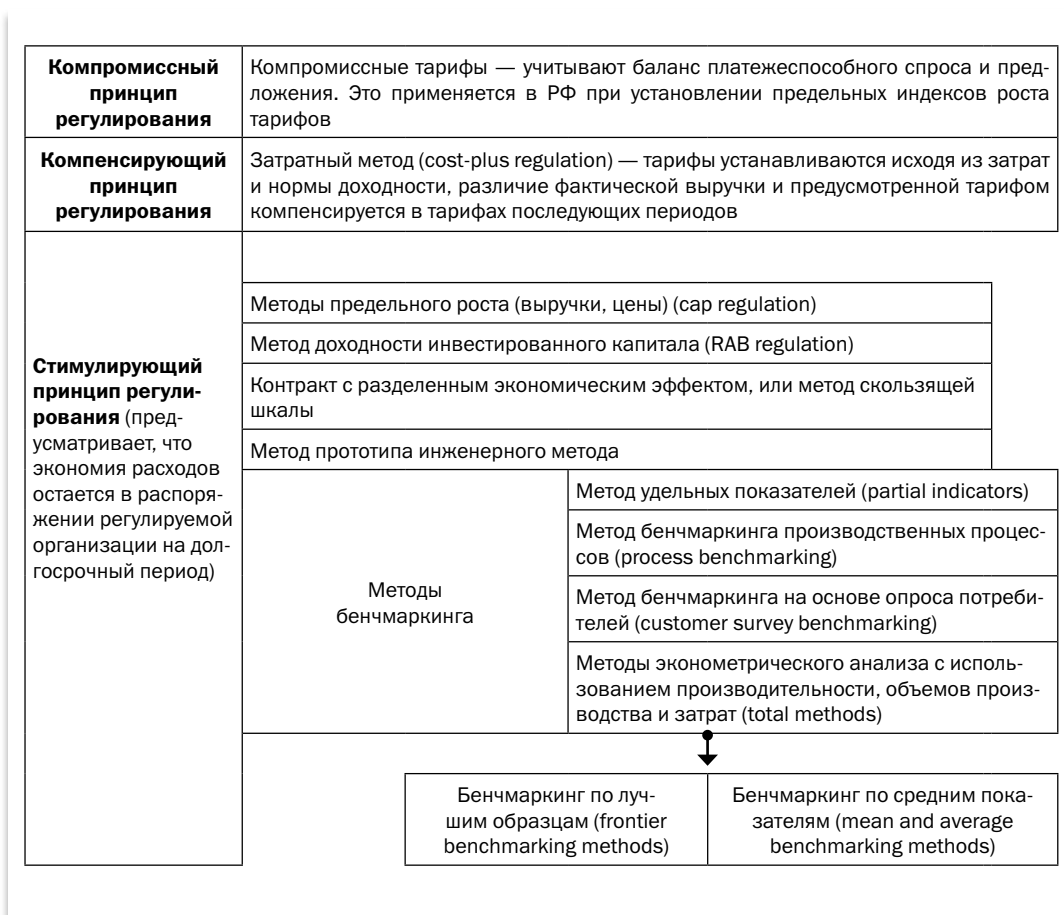 Компромиссный
принцип
регулирования
Компромиссные тарифы — учитывают баланс платежеспособного спроса и пред-
ложения. Это применяется в РФ при установлении предельных индексов роста
тарифов
Компенсирующий
принцип
регулирования
Затратный метод (cost-plus regulation) — тарифы устанавливаются исходя из затрат
и нормы доходности, различие фактической выручки и предусмотренной тарифом
компенсируется в тарифах последующих периодов
Стимулирующий
принцип регули-
рования (пред-
усматривает, что
экономия расходов
остается в распоря-
жении регулируемой
организации на дол-
госрочный период)
Методы предельного роста (выручки, цены) (cap regulation)
Метод доходности инвестированного капитала (RAB regulation)
Контракт с разделенным экономическим эффектом, или метод скользящей
шкалы
Метод прототипа инженерного метода
Методы
бенчмаркинга
Метод удельных показателей (partial indicators)
Метод бенчмаркинга производственных процес-
сов (process benchmarking)
Метод бенчмаркинга на основе опроса потреби-
телей (customer survey benchmarking)
Методы эконометрического анализа с исполь-
зованием производительности, объемов произ-
водства и затрат (total methods)
Бенчмаркинг по луч-
шим образцам (frontier
benchmarking methods)
Бенчмаркинг по средним пока-
зателям (mean and average
benchmarking methods)